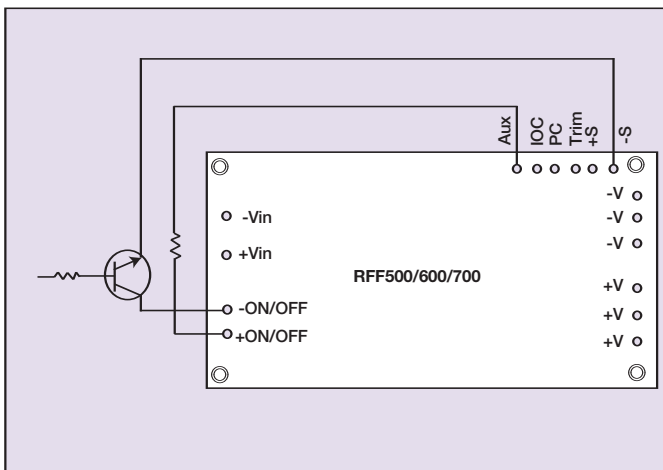 Aux
IOC
PC
Trim
+S
-S
-V
-Vin
-V
-V
+Vin
RFF500/600/700
+V
-ON/OFF
+V
+ON/OFF
+V